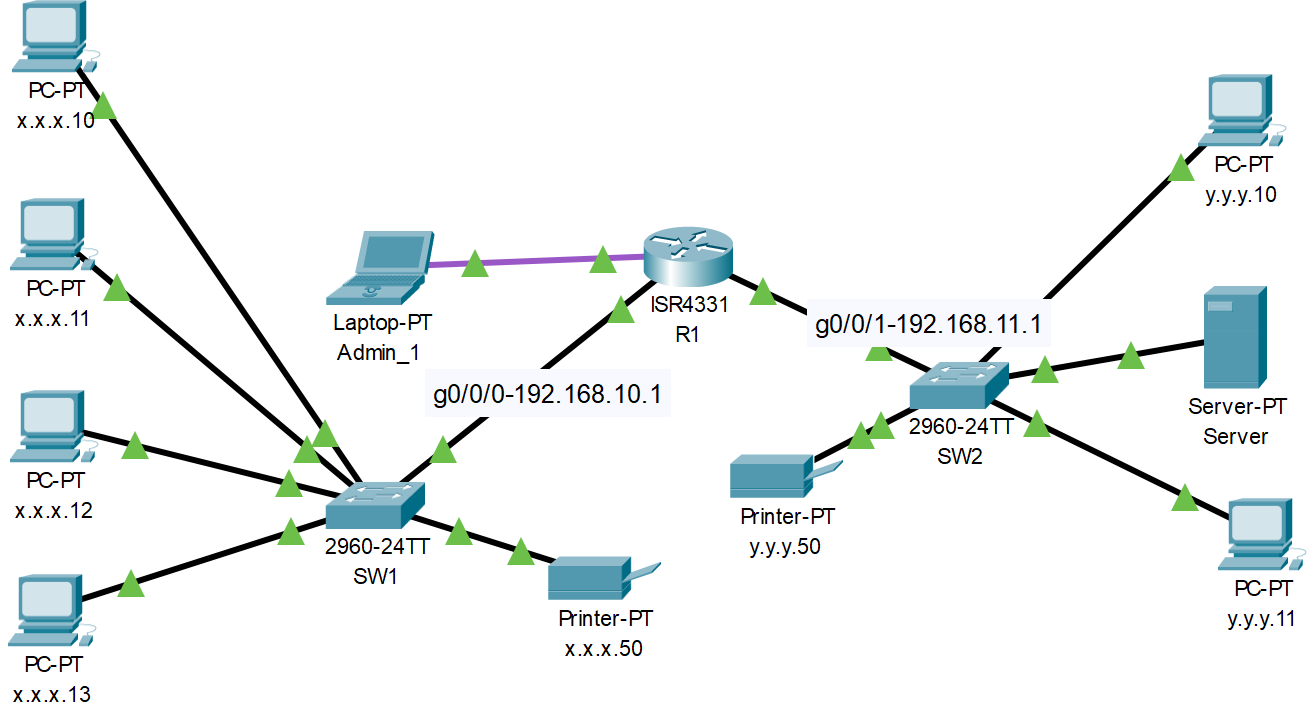 PC-PT
x.x.x.10
PC-PT
x.x.x.11
PC-PT
x.x.x.12
PC-PT
x.x.x.13
Laptop-PT
Admin_1
ISR4331
R1
g0/0/0-192.168.10.1
g0/0/1-192.168.11.1
2960-24TT
SW1
Printer-PT
x.x.x.50
2960-24TT
SW2
Printer-PT
y.y.y.50
PC-PT
y.y.y.10
Server-PT
Server
PC-PT
y.y.y.11